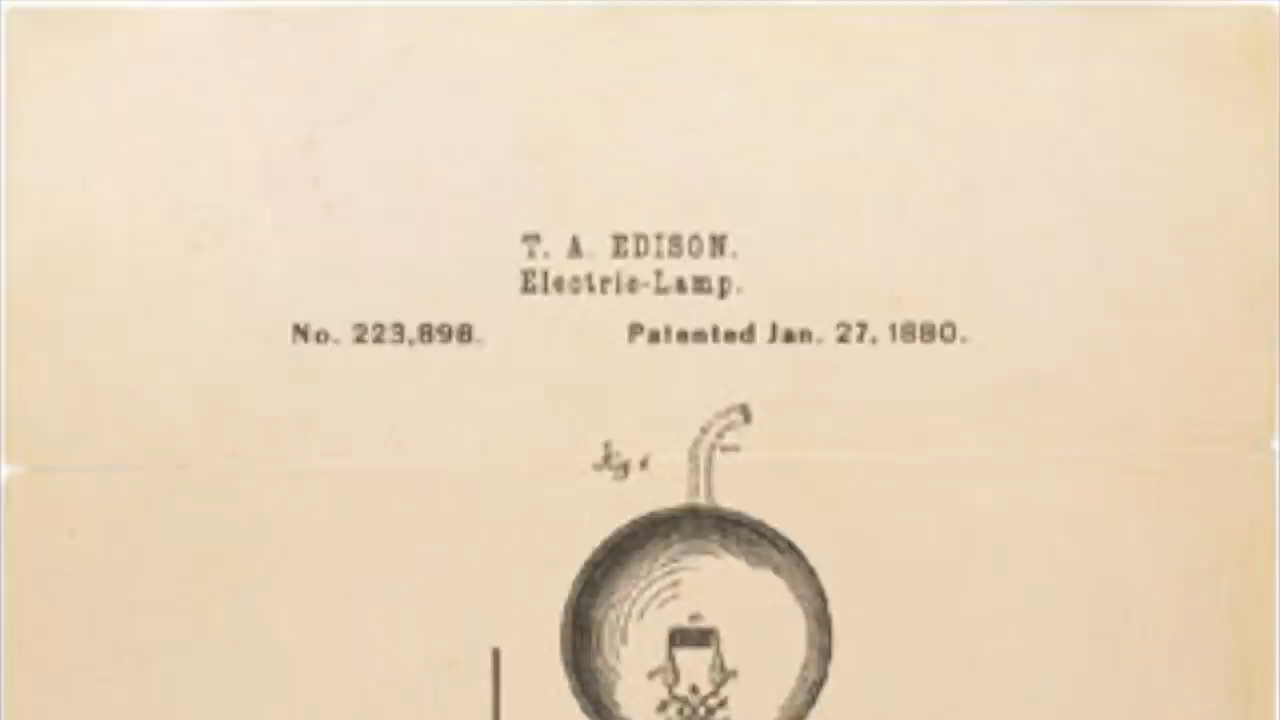 T. A. EDISON.
Electric-Lamp.
No. 223,898. Patented Jan. 27, 1880.